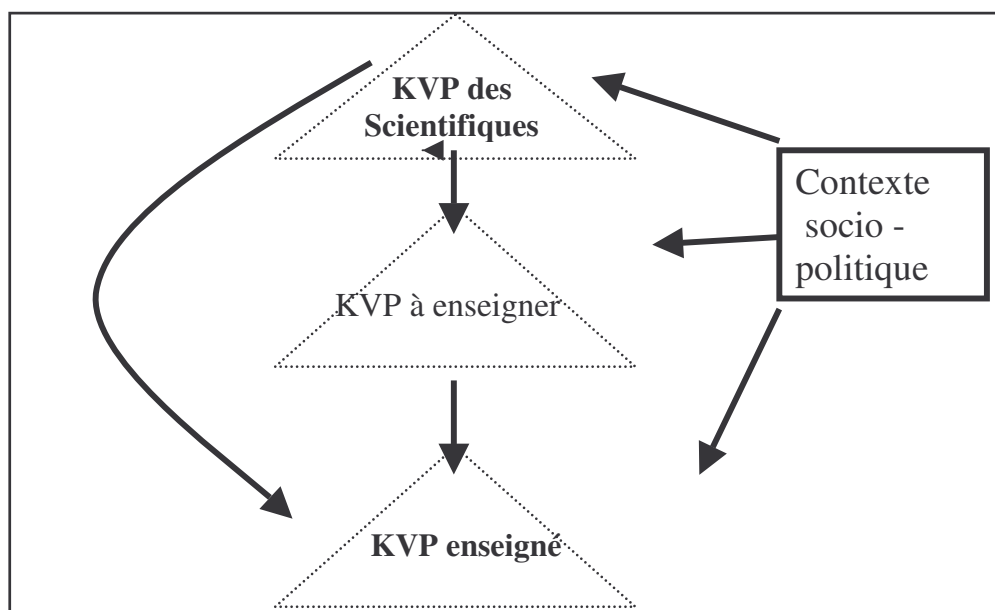 KVP des
Scientifiques
Contexte
socio -
politique
KVP à enseigner
KVP enseigné